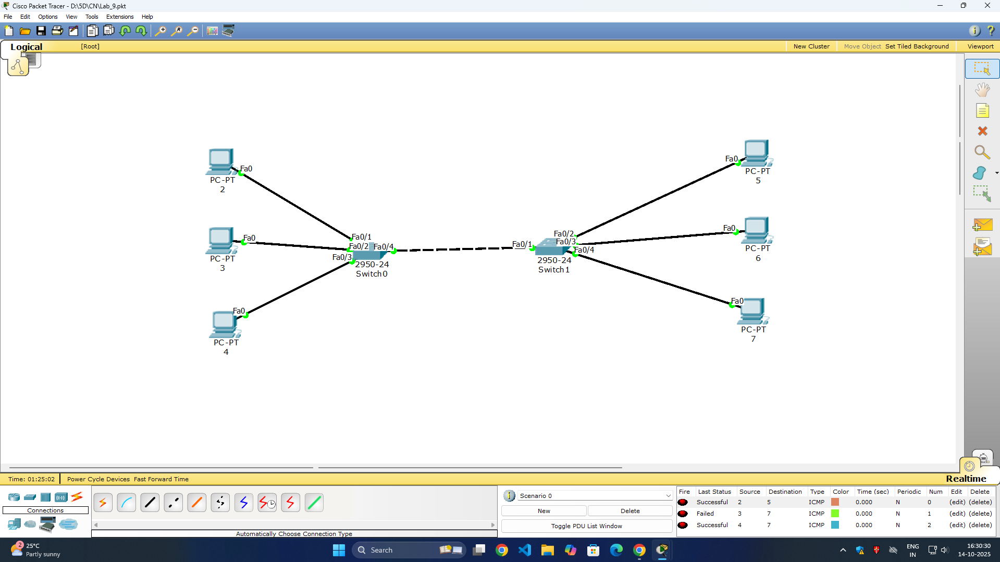 Cisco Packet Tracer - D:\5D\CN\Lab_9.pkt
File Edit Options View Tools Extensions Help
Logical [Root] New Cluster Move Object Set Tiled Background Viewport
Fa0
PC-PT
2
Fa0
PC-PT
3
Fa0
PC-PT
4
Fa0/1
Fa0/2 Fa0/4
Fa0/3
2950-24
Switch0
Fa0/2
Fa0/1 Fa0/3
Fa0/4
2950-24
Switch1
Fa0
PC-PT
5
Fa0
PC-PT
6
Fa0
PC-PT
7
Time: 01:25:02 Power Cycle Devices Fast Forward Time Realtime
Connections
Automatically Choose Connection Type
Scenario 0
New Delete
Toggle PDU List Window
Fire Last Status Source Destination Type Color Time (sec) Periodic Num Edit Delete
Successful 2 5 ICMP 0.000 N 0 (edit) (delete)
Failed 3 7 ICMP 0.000 N 1 (edit) (delete)
Successful 4 7 ICMP 0.000 N 2 (edit) (delete)
2
25°C
Partly sunny
Search
ENG
IN
16:30:30
14-10-2025